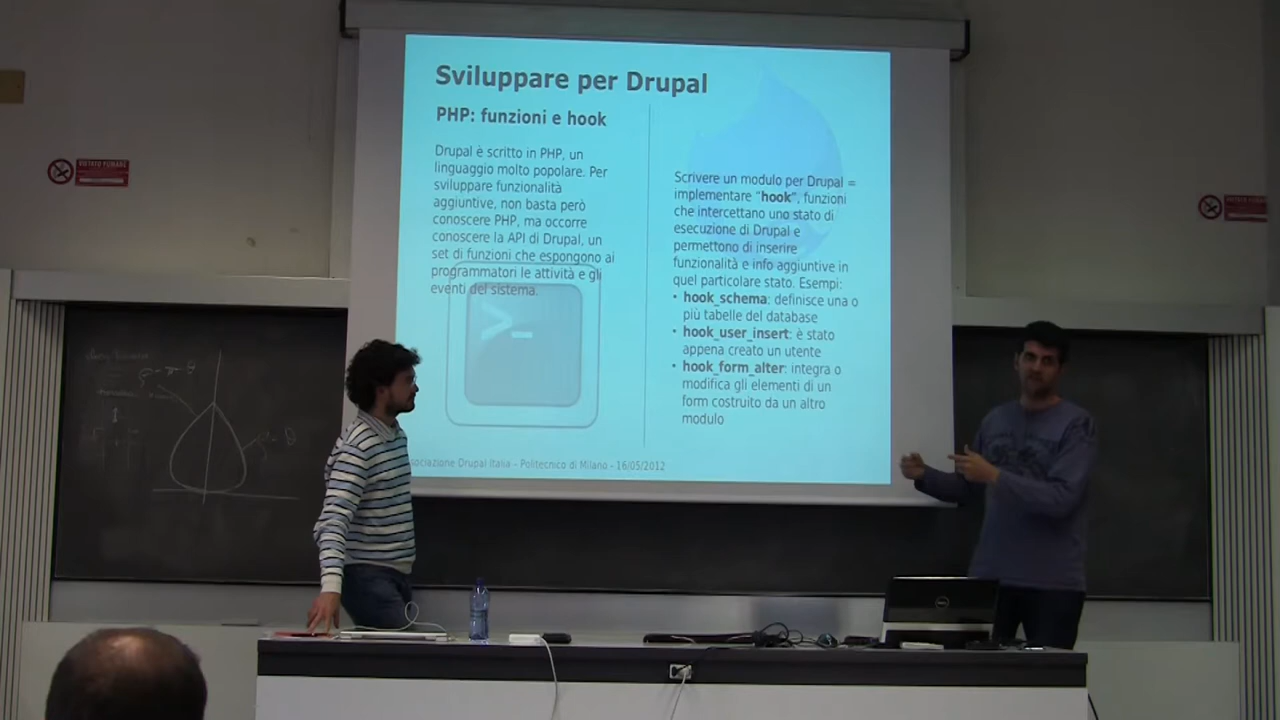 Sviluppare per Drupal
PHP: funzioni e hook
Drupal è scritto in PHP, un
linguaggio molto popolare. Per
sviluppare funzionalità
aggiuntive, non basta però
conoscere PHP, ma occorre
conoscere la API di Drupal, un
set di funzioni che espongono ai
programmatori le attività e gli
eventi del sistema.
>_
Scrivere un modulo per Drupal =
implementare "hook", funzioni
che intercettano uno stato di
esecuzione di Drupal e
permettono di inserire
funzionalità e info aggiuntive in
quel particolare stato. Esempi:
• hook_schema: definisce una o
più tabelle del database
• hook_user_insert: è stato
appena creato un utente
• hook_form_alter: integra o
modifica gli elementi di un
form costruito da un altro
modulo
Drupal Italia – Politecnico di Milano - 16/05/2012
VIETATO FUMARE
DELL